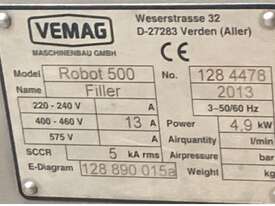 VEMAG
MASCHINENBAU GMBH
Weserstrasse 32
D-27283 Verden (Aller)
CE
Model Robot 500 No. 128 4478
Name Filler 2013
220 - 240 V A 3~50/60 Hz
400 - 460 V 13 A Power 4,9 kW
575 V A Airquantity l/min
SCCR 5 kA rms Airpressure bar
E-Diagram 128 890 015a Weight kg